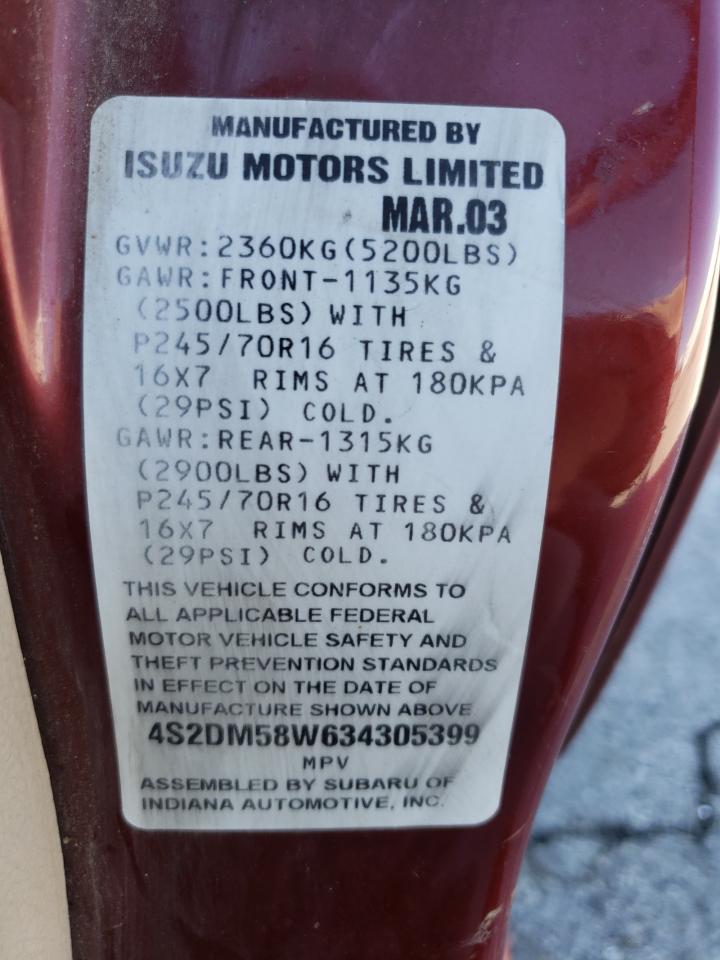 MANUFACTURED BY
ISUZU MOTORS LIMITED
MAR.03
GVWR:2360KG(5200LBS)
GAWR:FRONT-1135KG
(2500LBS) WITH
P245/70R16 TIRES &
16X7 RIMS AT 180KPA
(29PSI) COLD.
GAWR:REAR-1315KG
(2900LBS) WITH
P245/70R16 TIRES &
16X7 RIMS AT 180KPA
(29PSI) COLD.
THIS VEHICLE CONFORMS TO
ALL APPLICABLE FEDERAL
MOTOR VEHICLE SAFETY AND
THEFT PREVENTION STANDARDS
IN EFFECT ON THE DATE OF
MANUFACTURE SHOWN ABOVE
4S2DM58W634305399
MPV
ASSEMBLED BY SUBARU OF
INDIANA AUTOMOTIVE, INC.